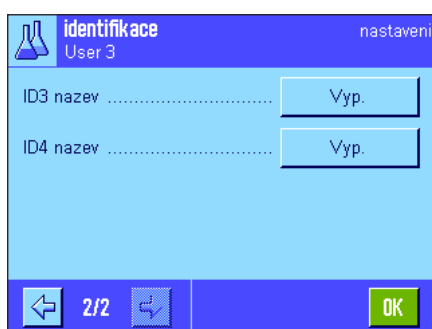 identifikace nastaveni
User 3
ID3 nazev ............................ Vyp.
ID4 nazev ............................ Vyp.
2/2 OK